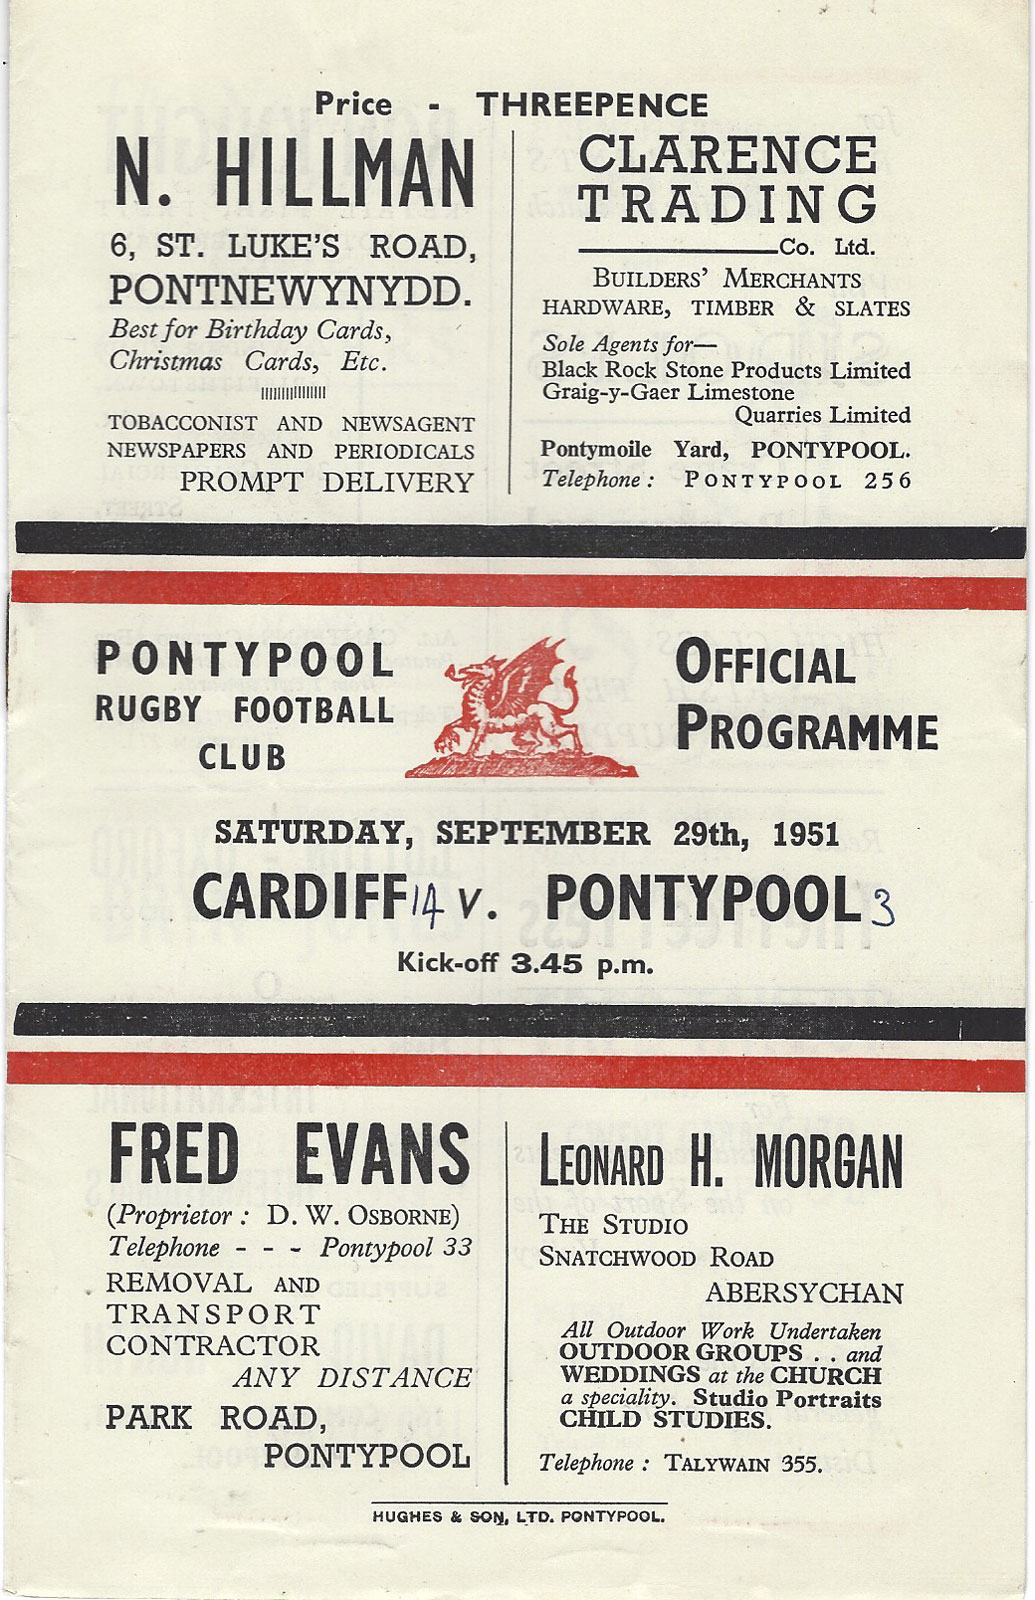 Price - THREEPENCE
N. HILLMAN
6, ST. LUKE'S ROAD,
PONTNEWYNYDD.
Best for Birthday Cards,
Christmas Cards, Etc.
TOBACCONIST AND NEWSAGENT
NEWSPAPERS AND PERIODICALS
PROMPT DELIVERY
CLARENCE
TRADING
Co. Ltd.
BUILDERS' MERCHANTS
HARDWARE, TIMBER & SLATES
Sole Agents for—
Black Rock Stone Products Limited
Graig-y-Gaer Limestone
Quarries Limited
Pontymoile Yard, PONTYPOOL.
Telephone: PONTYPOOL 256
PONTYPOOL
RUGBY FOOTBALL
CLUB
OFFICIAL
PROGRAMME
SATURDAY, SEPTEMBER 29th, 1951
CARDIFF 14 v. PONTYPOOL 3
Kick-off 3.45 p.m.
FRED EVANS
(Proprietor: D. W. OSBORNE)
Telephone - - - Pontypool 33
REMOVAL AND
TRANSPORT
CONTRACTOR
ANY DISTANCE
PARK ROAD,
PONTYPOOL
LEONARD H. MORGAN
THE STUDIO
SNATCHWOOD ROAD
ABERSYCHAN
All Outdoor Work Undertaken
OUTDOOR GROUPS . . and
WEDDINGS at the CHURCH
a speciality. Studio Portraits
CHILD STUDIES.
Telephone: TALYWAIN 355.
HUGHES & SON, LTD. PONTYPOOL.